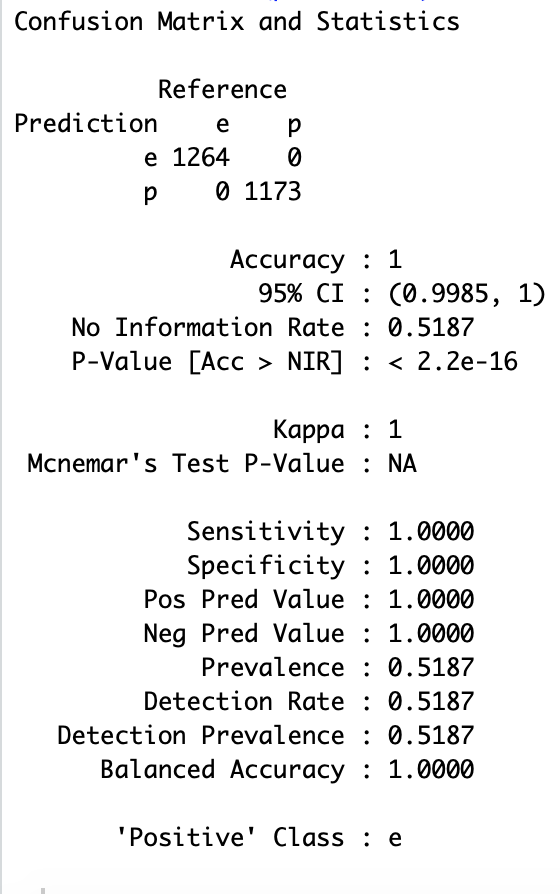 Confusion Matrix and Statistics
Reference
Prediction e p
e 1264 0
p 0 1173
Accuracy : 1
95% CI : (0.9985, 1)
No Information Rate : 0.5187
P-Value [Acc > NIR] : < 2.2e-16
Kappa : 1
Mcnemar's Test P-Value : NA
Sensitivity : 1.0000
Specificity : 1.0000
Pos Pred Value : 1.0000
Neg Pred Value : 1.0000
Prevalence : 0.5187
Detection Rate : 0.5187
Detection Prevalence : 0.5187
Balanced Accuracy : 1.0000
'Positive' Class : e